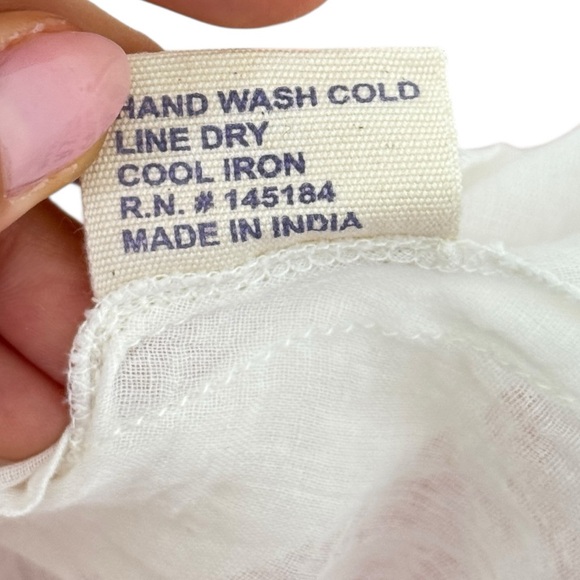 HAND WASH COLD
LINE DRY
COOL IRON
R.N. # 145184
MADE IN INDIA